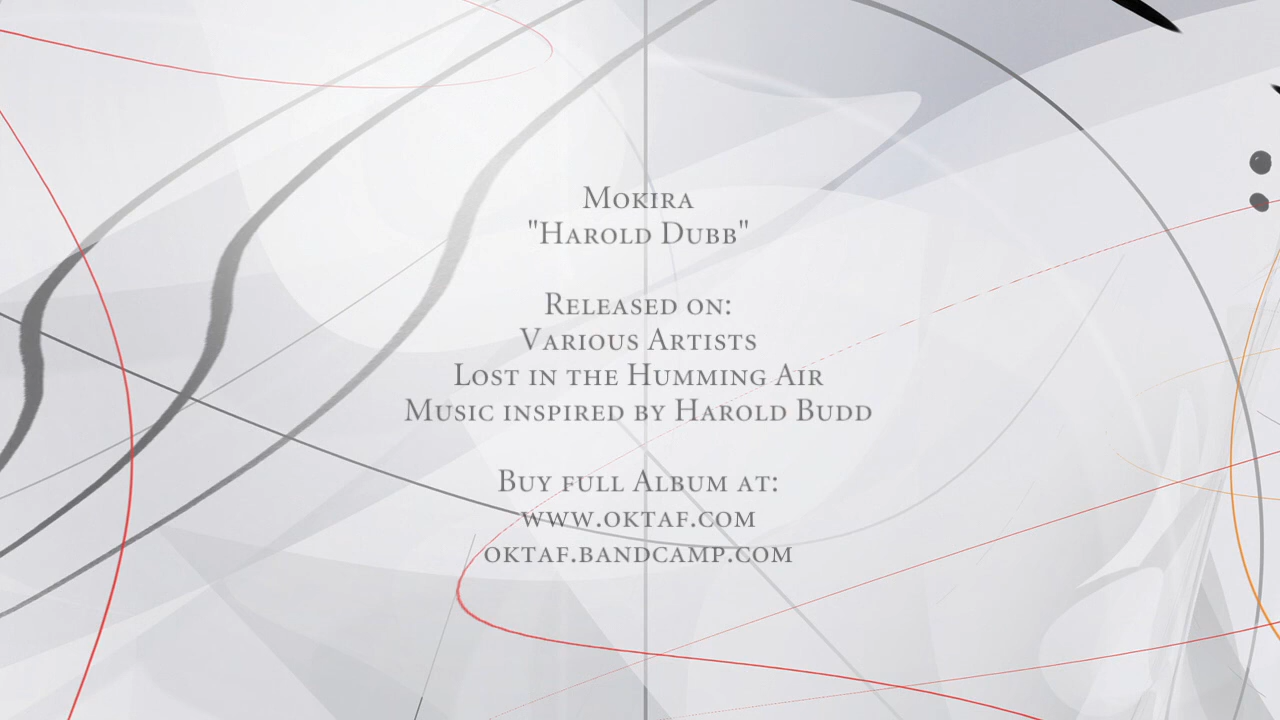 Mokira
"Harold Dubb"
Released on:
Various Artists
Lost in the Humming Air
Music inspired by Harold Budd
Buy full Album at:
www.oktaf.com
oktaf.bandcamp.com